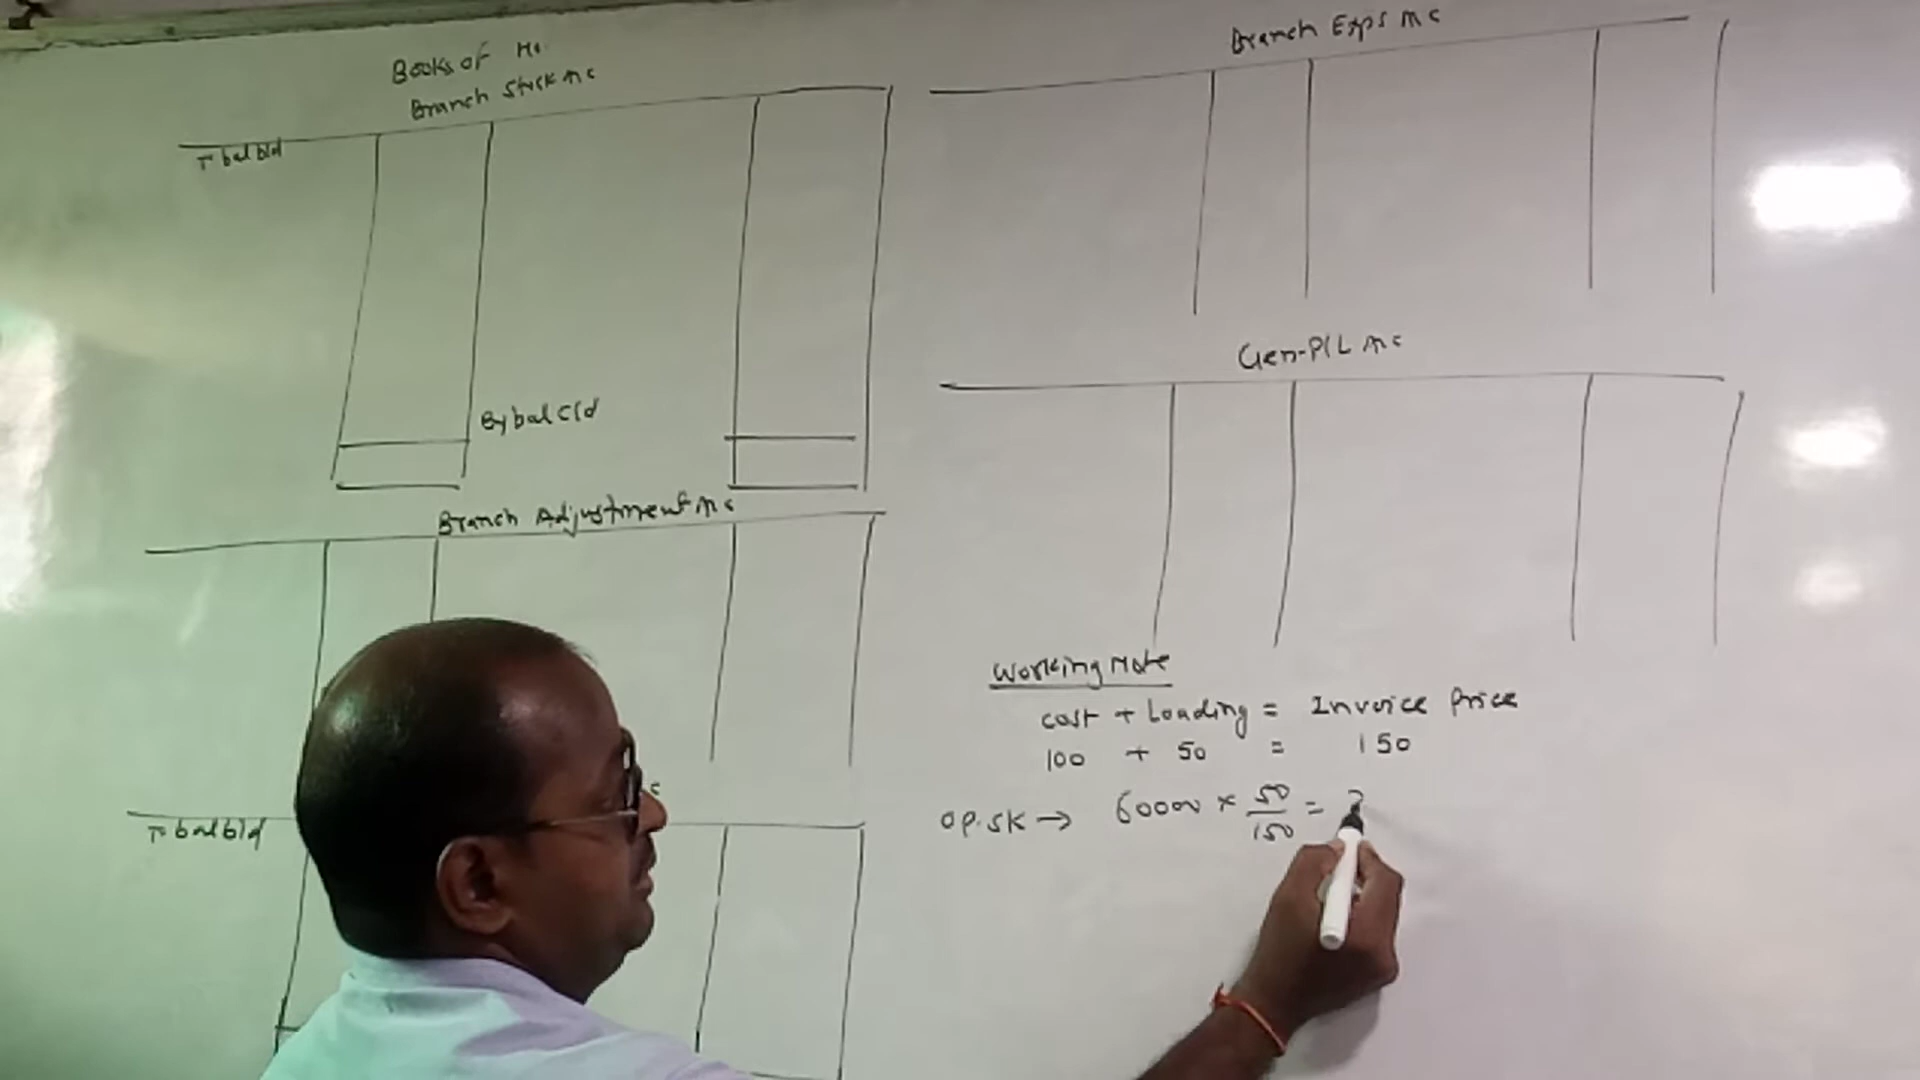 Books of Ho.
Branch Stock A/c
To bal b/d
By bal c/d
Branch Adjustment A/c
To bal b/d
Branch Exps A/c
Gen-P/L A/c
Working Note
Cost + Loading = Invoice Price
100 + 50 = 150
OP. SK → 60000 × 50/150 =